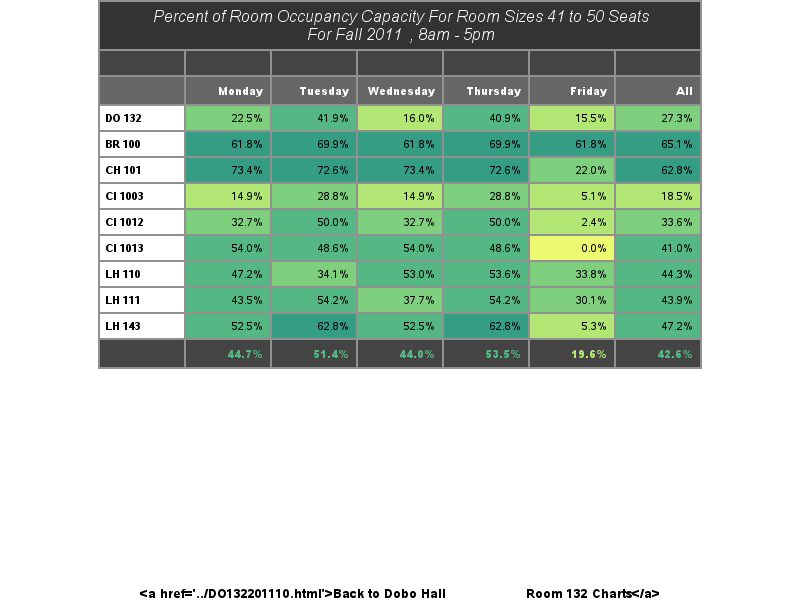 Percent of Room Occupancy Capacity For Room Sizes 41 to 50 Seats
For Fall 2011 , 8am - 5pm
Monday Tuesday Wednesday Thursday Friday All
DO 132 22.5% 41.9% 16.0% 40.9% 15.5% 27.3%
BR 100 61.8% 69.9% 61.8% 69.9% 61.8% 65.1%
CH 101 73.4% 72.6% 73.4% 72.6% 22.0% 62.8%
CI 1003 14.9% 28.8% 14.9% 28.8% 5.1% 18.5%
CI 1012 32.7% 50.0% 32.7% 50.0% 2.4% 33.6%
CI 1013 54.0% 48.6% 54.0% 48.6% 0.0% 41.0%
LH 110 47.2% 34.1% 53.0% 53.6% 33.8% 44.3%
LH 111 43.5% 54.2% 37.7% 54.2% 30.1% 43.9%
LH 143 52.5% 62.8% 52.5% 62.8% 5.3% 47.2%
44.7% 51.4% 44.0% 53.5% 19.6% 42.6%
<a href='../DO132201110.html'>Back to Dobo Hall Room 132 Charts</a>